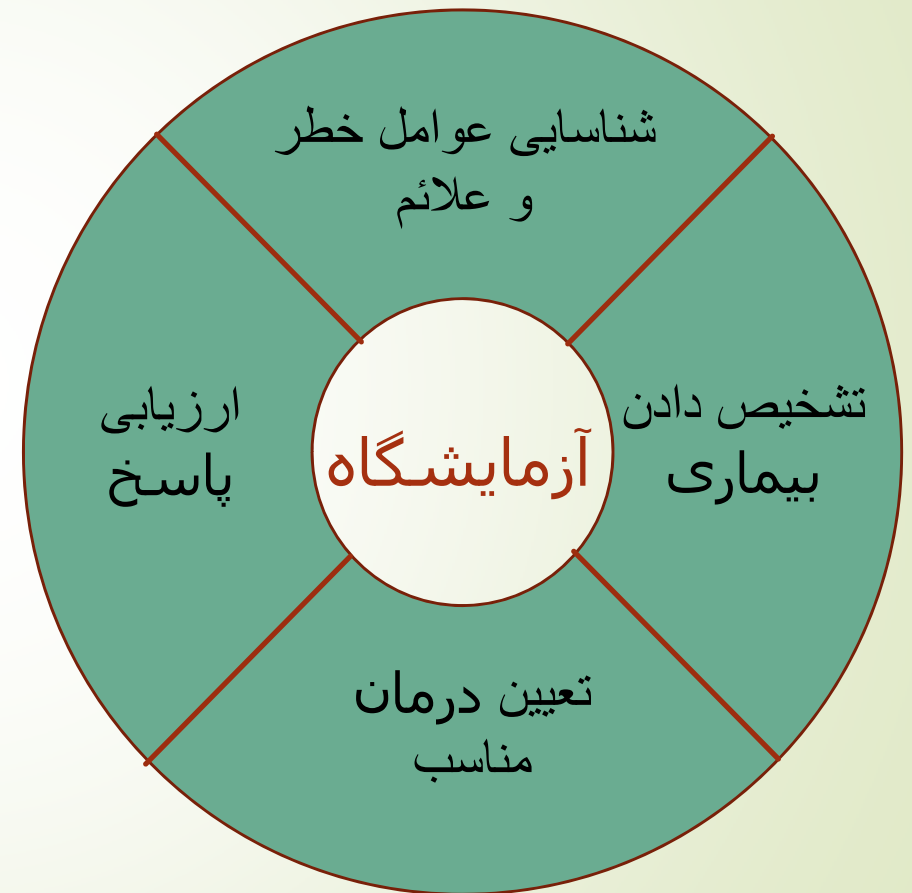 شناسایی عوامل خطر
و علائم
تشخیص دادن
بیماری
تعیین درمان
مناسب
ارزیابی
پاسخ
آزمایشگاه